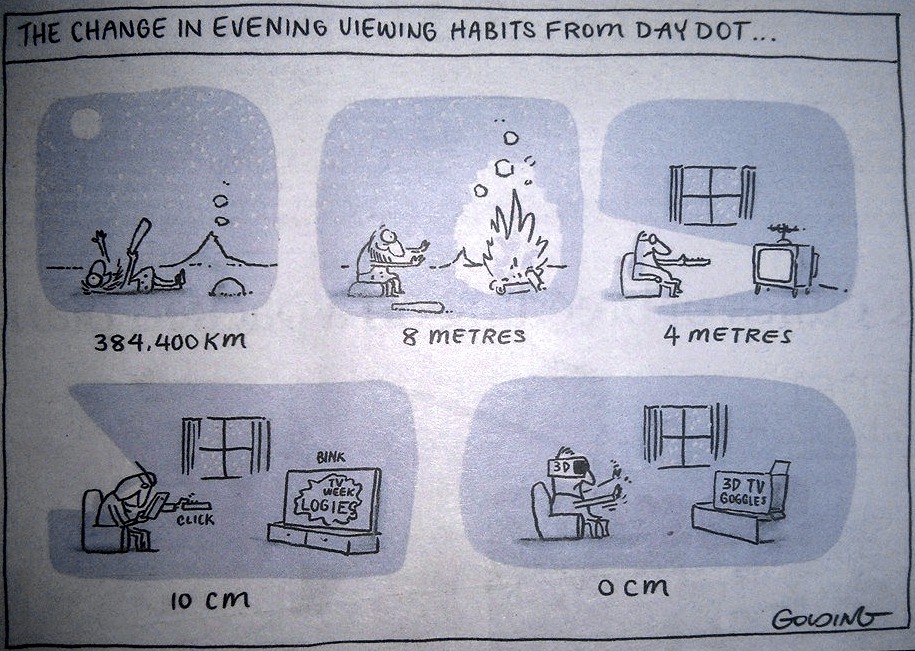 THE CHANGE IN EVENING VIEWING HABITS FROM DAY DOT...
384,400 KM
8 METRES
4 METRES
BINK
TV
WEEK
LOGIES
CLICK
10 CM
3D
3D TV
GOGGLES
0 CM
GOLDING